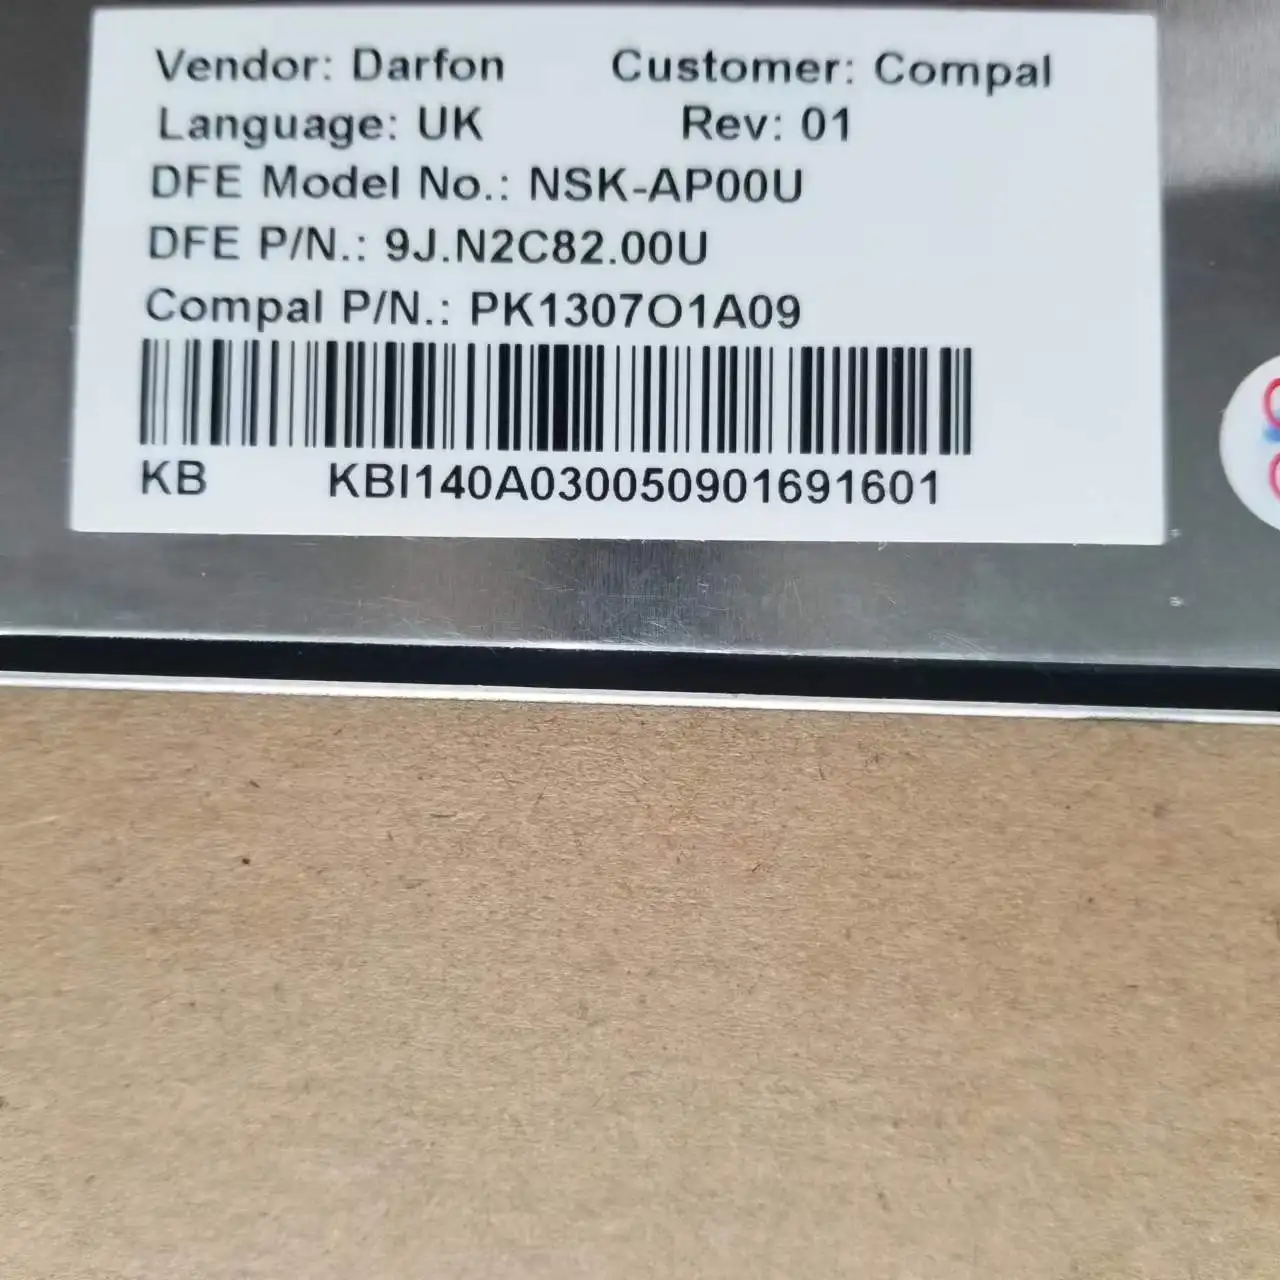 Vendor: Darfon Customer: Compal
Language: UK Rev: 01
DFE Model No.: NSK-AP00U
DFE P/N.: 9J.N2C82.00U
Compal P/N.: PK1307O1A09
KB KBI140A030050901691601